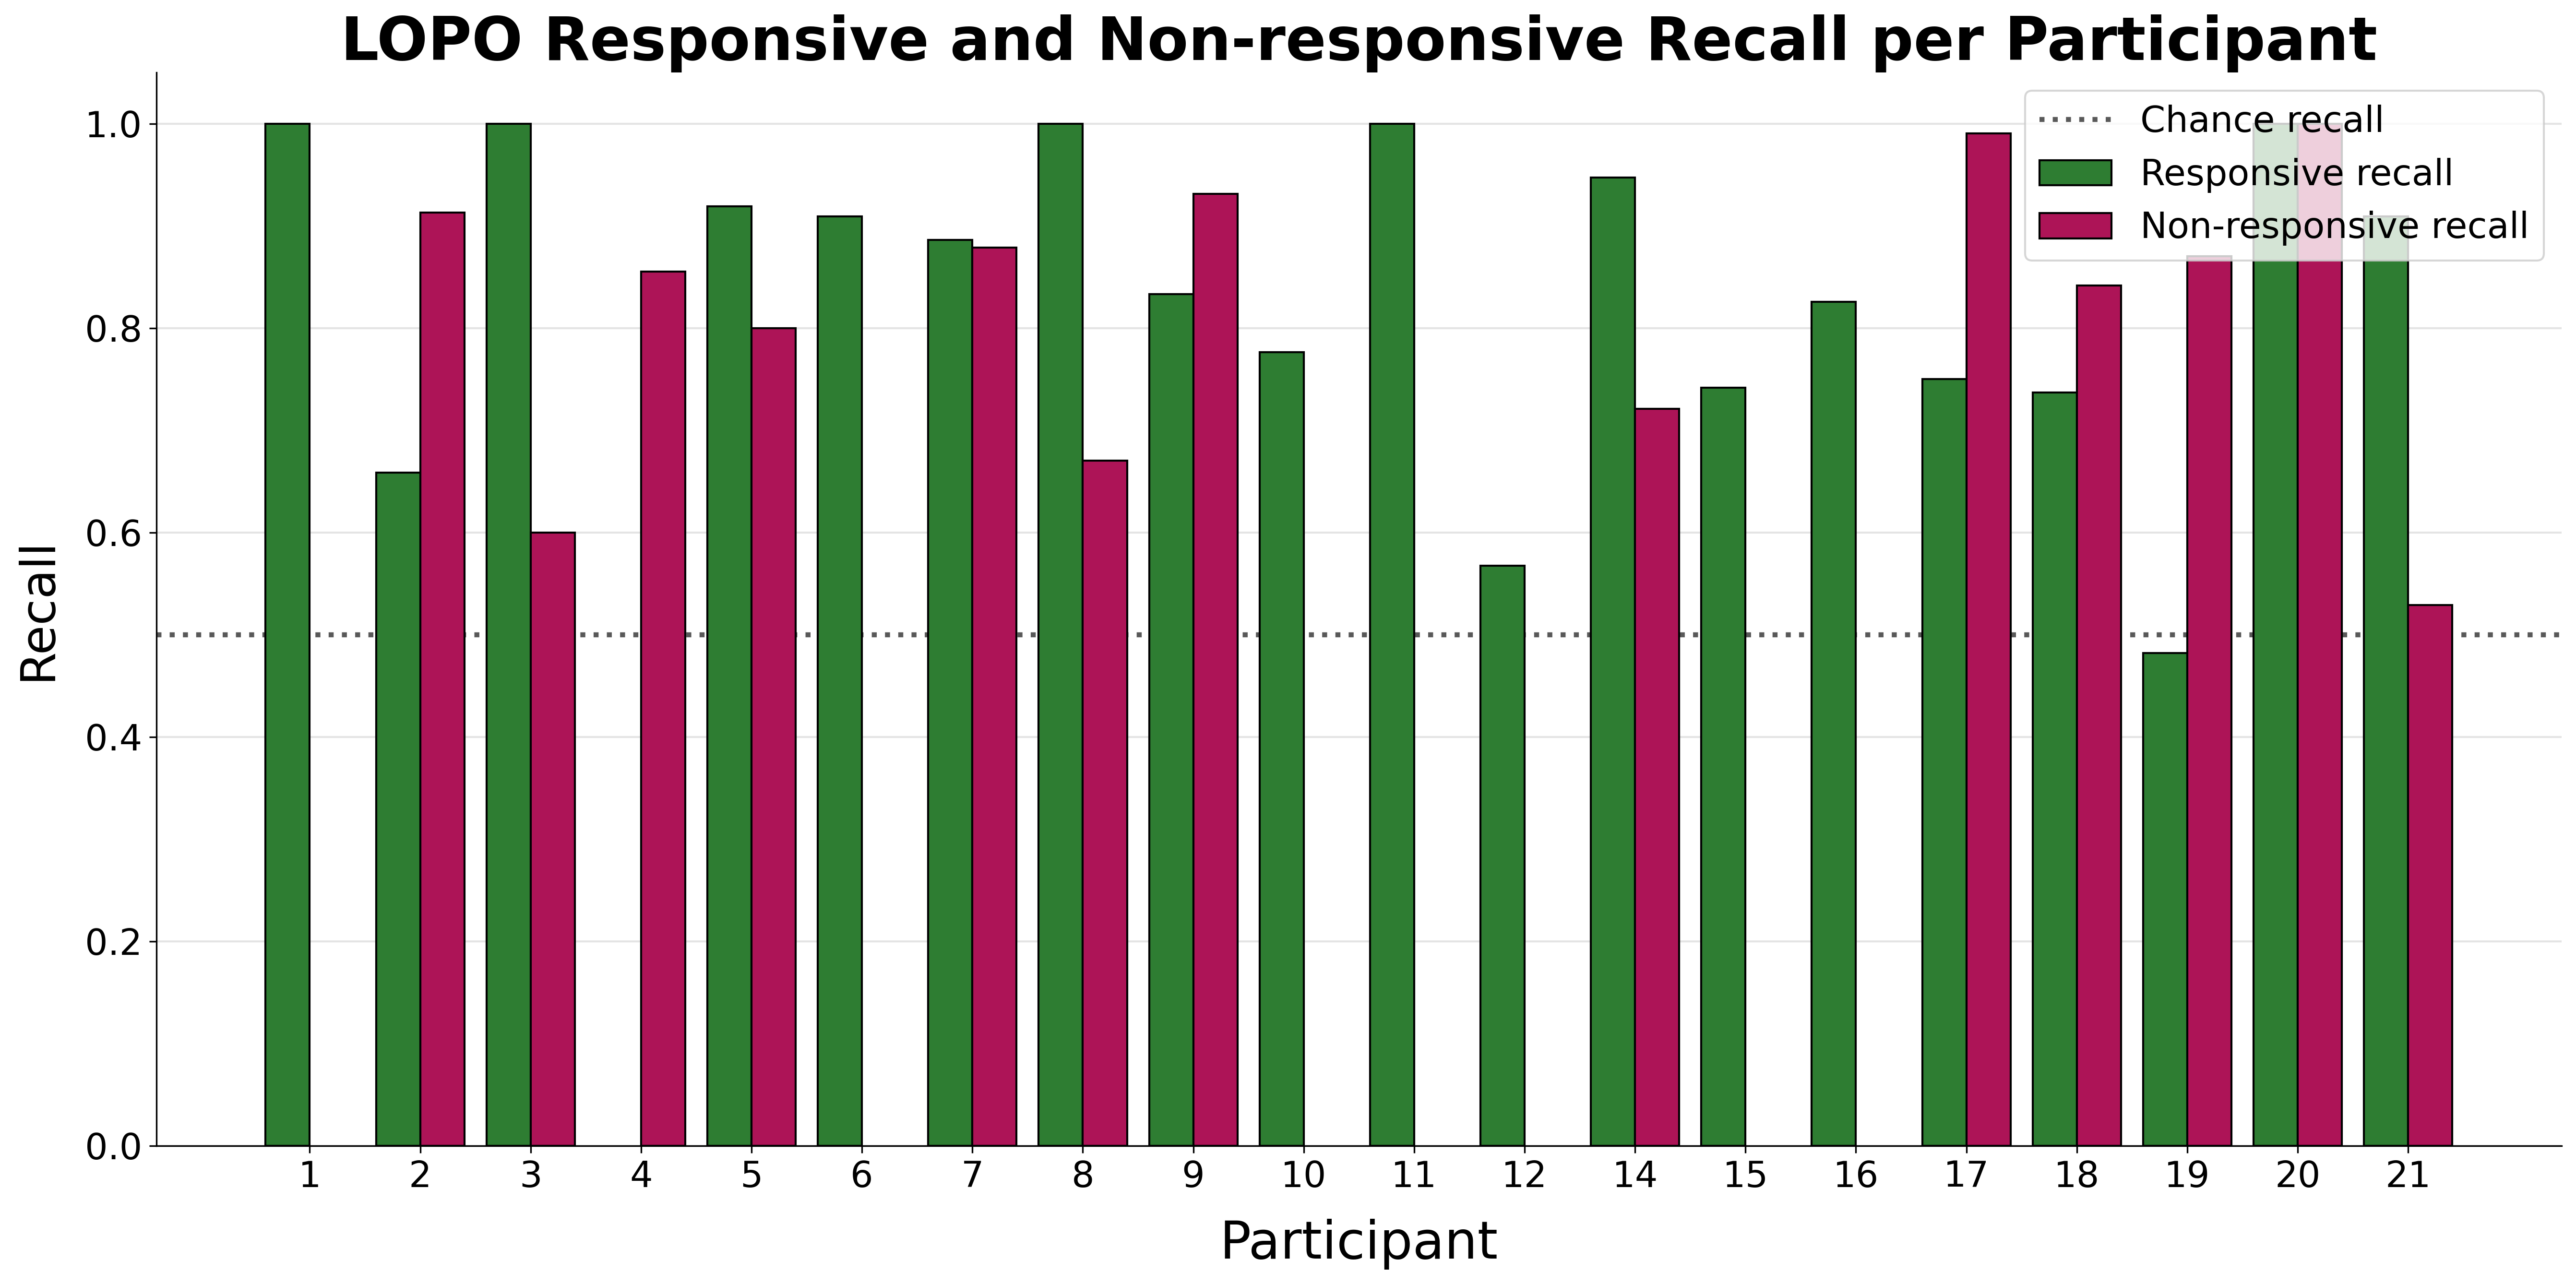 LOPO Responsive and Non-responsive Recall per Participant
Chance recall
Responsive recall
Non-responsive recall
1.0
0.8
0.6
0.4
0.2
0.0
Recall
1 2 3 4 5 6 7 8 9 10 11 12 14 15 16 17 18 19 20 21
Participant